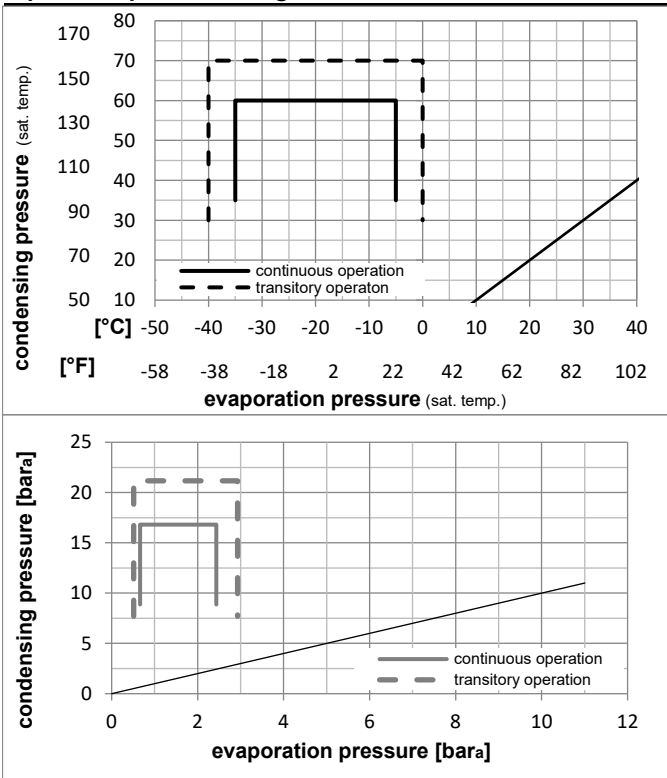 170 80
150 70
130 60
50
110 40
90 30
70 20
50 10
condensing pressure (sat. temp.)
continuous operation
transitory operaton
[°C] -50 -40 -30 -20 -10 0 10 20 30 40
[°F] -58 -38 -18 2 22 42 62 82 102
evaporation pressure (sat. temp.)
25
20
15
10
5
0
condensing pressure [bara]
continuous operation
transitory operation
0 2 4 6 8 10 12
evaporation pressure [bara]